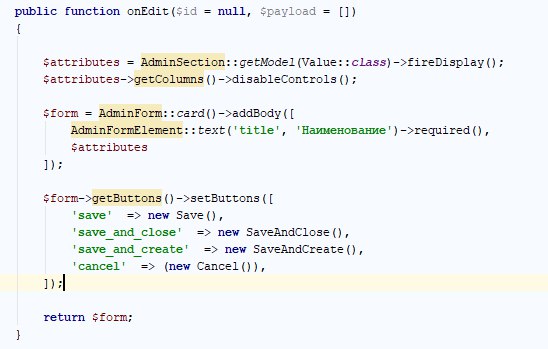 public function onEdit($id = null, $payload = [])
{
    $attributes = AdminSection::getModel(Value::class)->fireDisplay();
    $attributes->getColumns()->disableControls();
    $form = AdminForm::card()->addBody([
        AdminFormElement::text('title', 'Наименование')->required(),
        $attributes
    ]);
    $form->getButtons()->setButtons([
        'save'  => new Save(),
        'save_and_close'  => new SaveAndClose(),
        'save_and_create'  => new SaveAndCreate(),
        'cancel'  => (new Cancel()),
    ]);
    return $form;
}